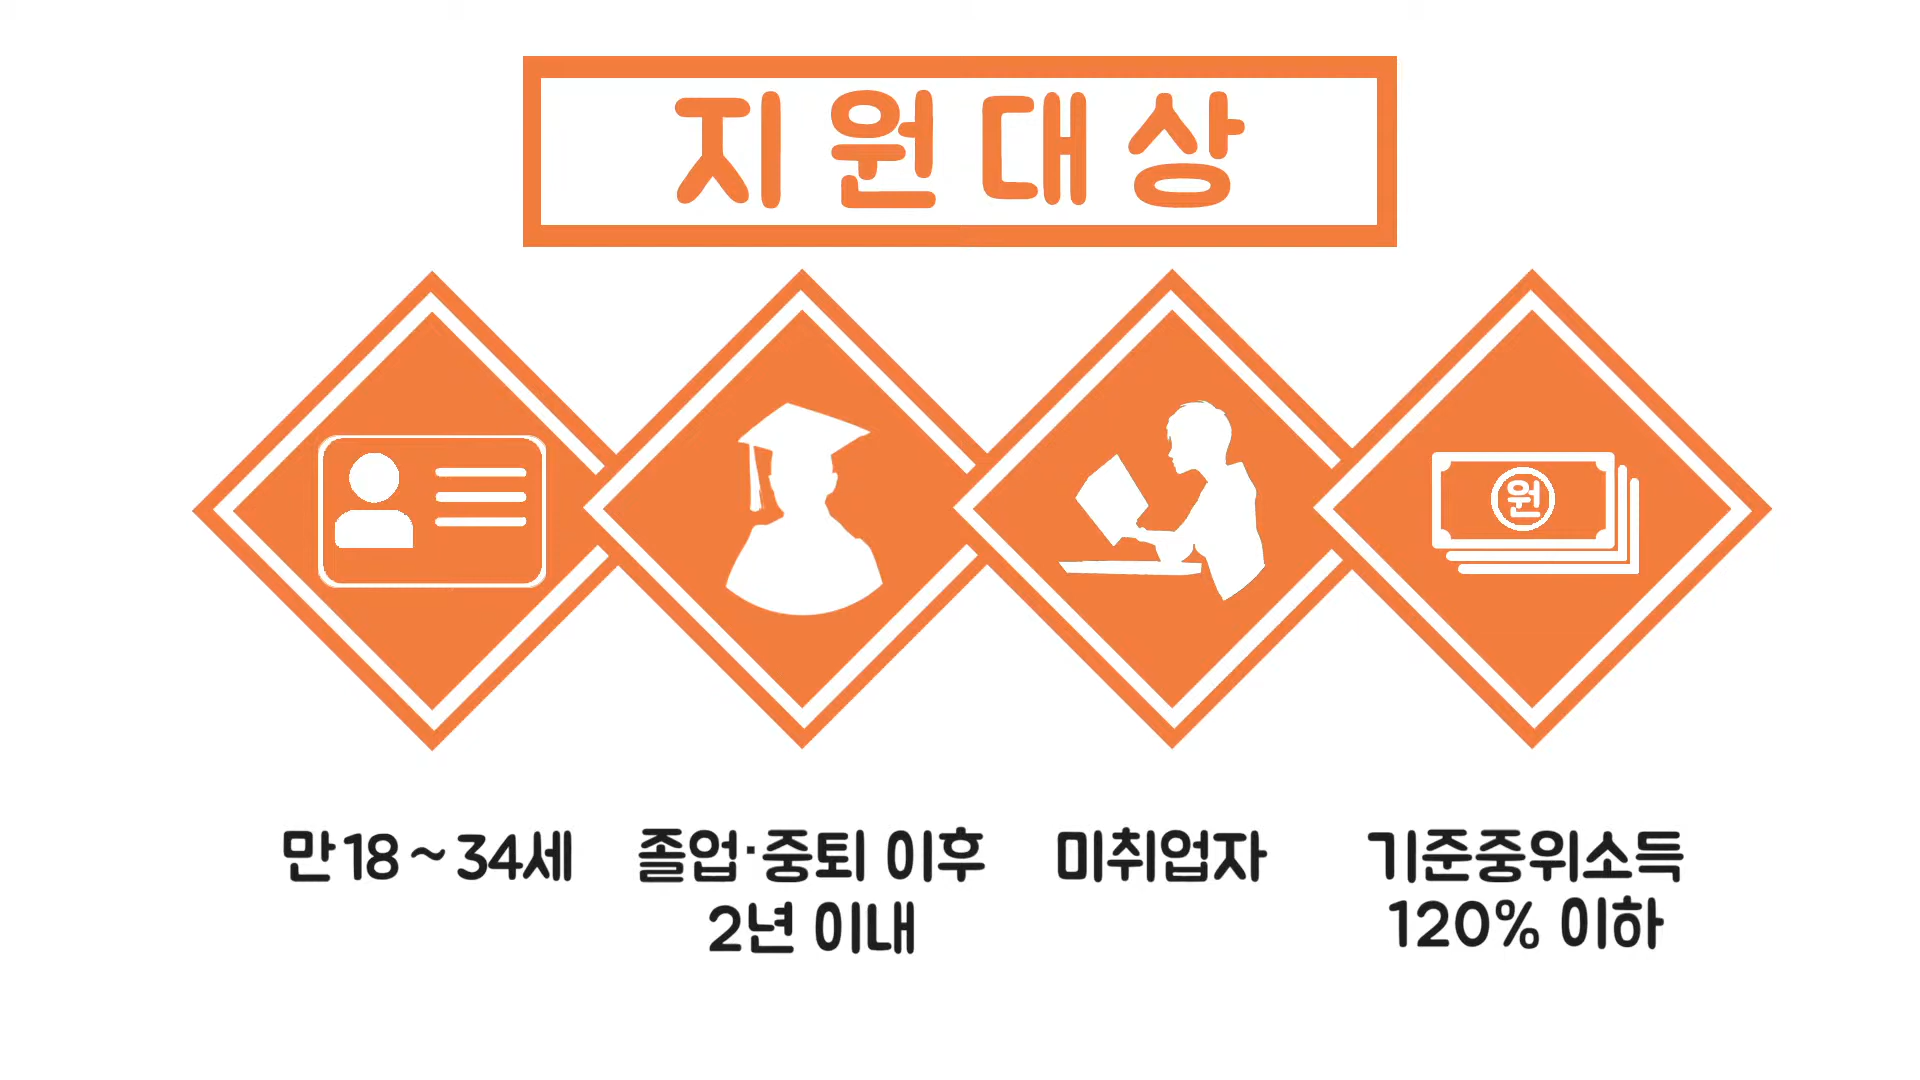 지원대상
원
만18~34세
졸업·중퇴 이후
2년 이내
미취업자
기준중위소득
120% 이하